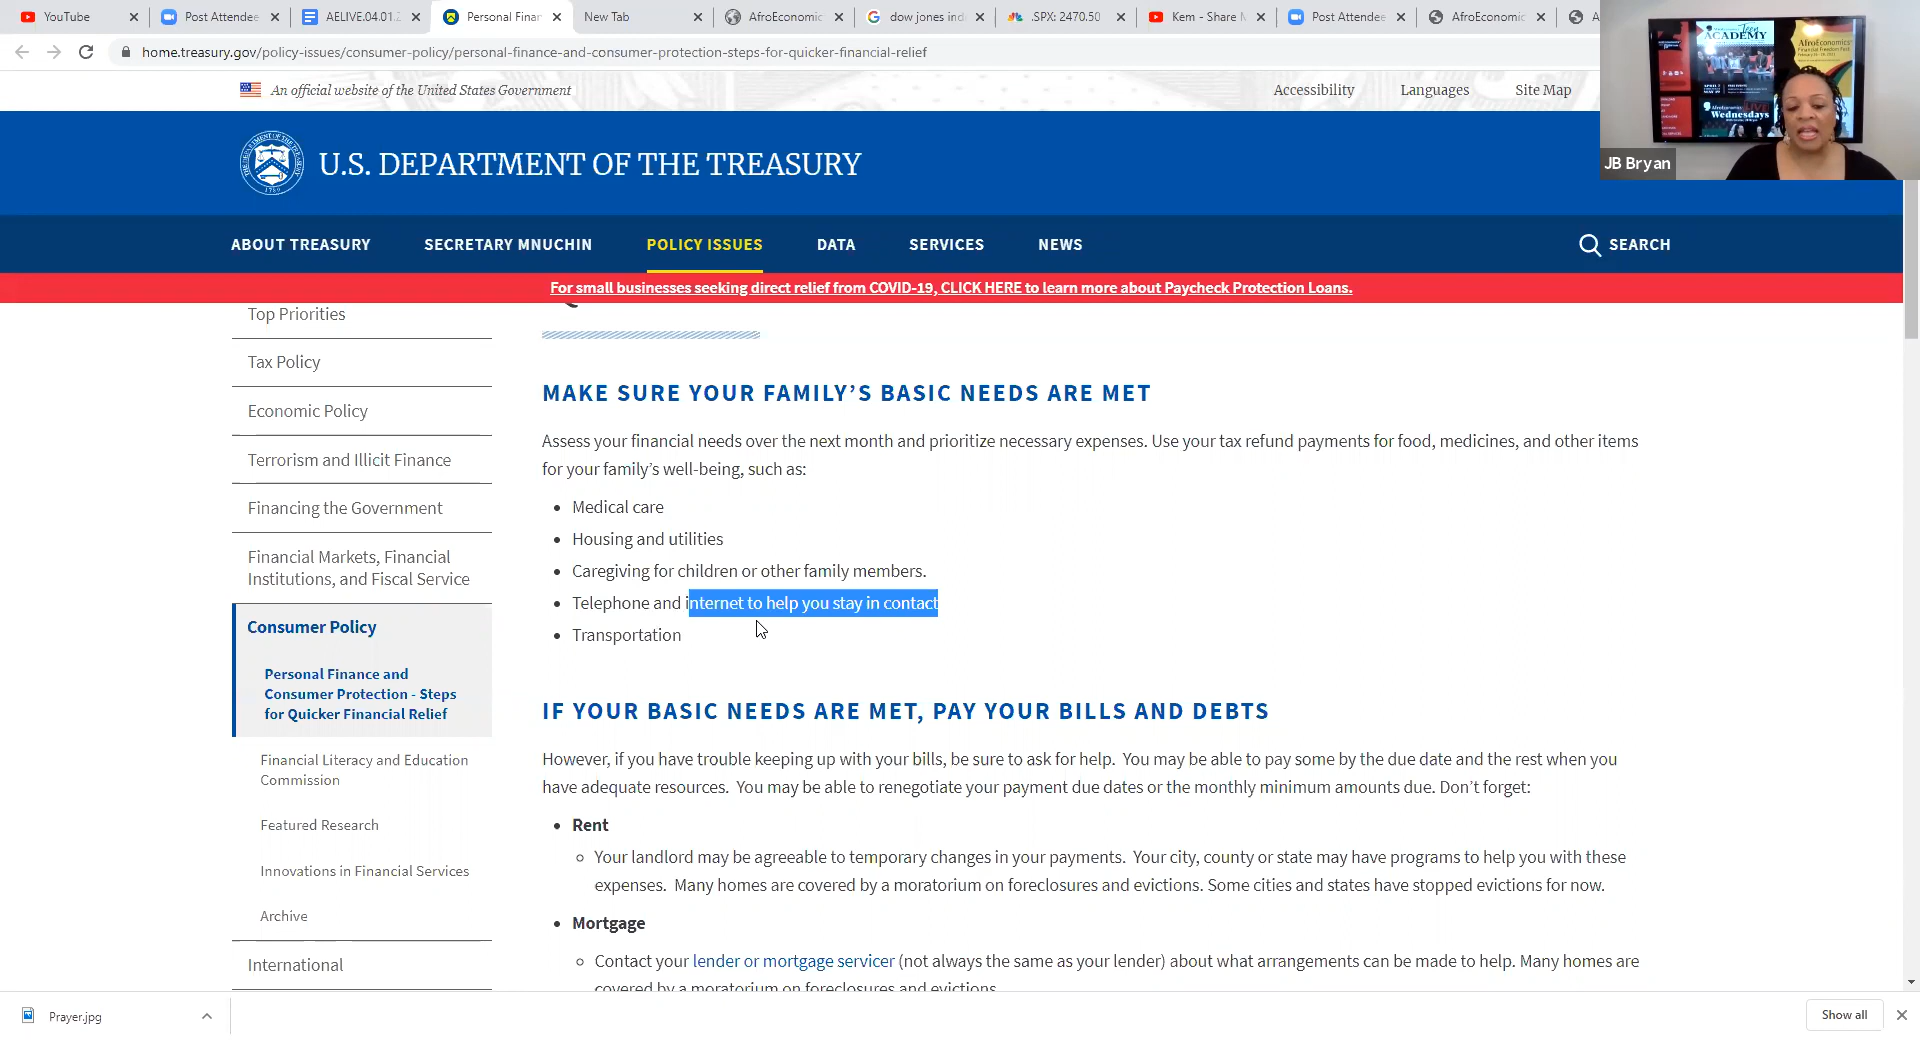 YouTube
Post Attendee
AELIVE.04.01.2
Personal Finan
New Tab
AfroEconomic
dow jones ind
.SPX: 2470.50
Kem - Share M
Post Attendee
AfroEconomic
home.treasury.gov/policy-issues/consumer-policy/personal-finance-and-consumer-protection-steps-for-quicker-financial-relief
An official website of the United States Government
Accessibility
Languages
Site Map
ACADEMY
AfroEconomics
Wednesdays
JB Bryan
U.S. DEPARTMENT OF THE TREASURY
ABOUT TREASURY
SECRETARY MNUCHIN
POLICY ISSUES
DATA
SERVICES
NEWS
SEARCH
For small businesses seeking direct relief from COVID-19, CLICK HERE to learn more about Paycheck Protection Loans.
Top Priorities
Tax Policy
Economic Policy
Terrorism and Illicit Finance
Financing the Government
Financial Markets, Financial
Institutions, and Fiscal Service
Consumer Policy
Personal Finance and
Consumer Protection - Steps
for Quicker Financial Relief
Financial Literacy and Education
Commission
Featured Research
Innovations in Financial Services
Archive
International
MAKE SURE YOUR FAMILY’S BASIC NEEDS ARE MET
Assess your financial needs over the next month and prioritize necessary expenses. Use your tax refund payments for food, medicines, and other items
for your family’s well-being, such as:
• Medical care
• Housing and utilities
• Caregiving for children or other family members.
• Telephone and internet to help you stay in contact
• Transportation
IF YOUR BASIC NEEDS ARE MET, PAY YOUR BILLS AND DEBTS
However, if you have trouble keeping up with your bills, be sure to ask for help. You may be able to pay some by the due date and the rest when you
have adequate resources. You may be able to renegotiate your payment due dates or the monthly minimum amounts due. Don’t forget:
• Rent
Your landlord may be agreeable to temporary changes in your payments. Your city, county or state may have programs to help you with these
expenses. Many homes are covered by a moratorium on foreclosures and evictions. Some cities and states have stopped evictions for now.
• Mortgage
Contact your lender or mortgage servicer (not always the same as your lender) about what arrangements can be made to help. Many homes are
covered by a moratorium on foreclosures and evictions
Prayer.jpg
Show all